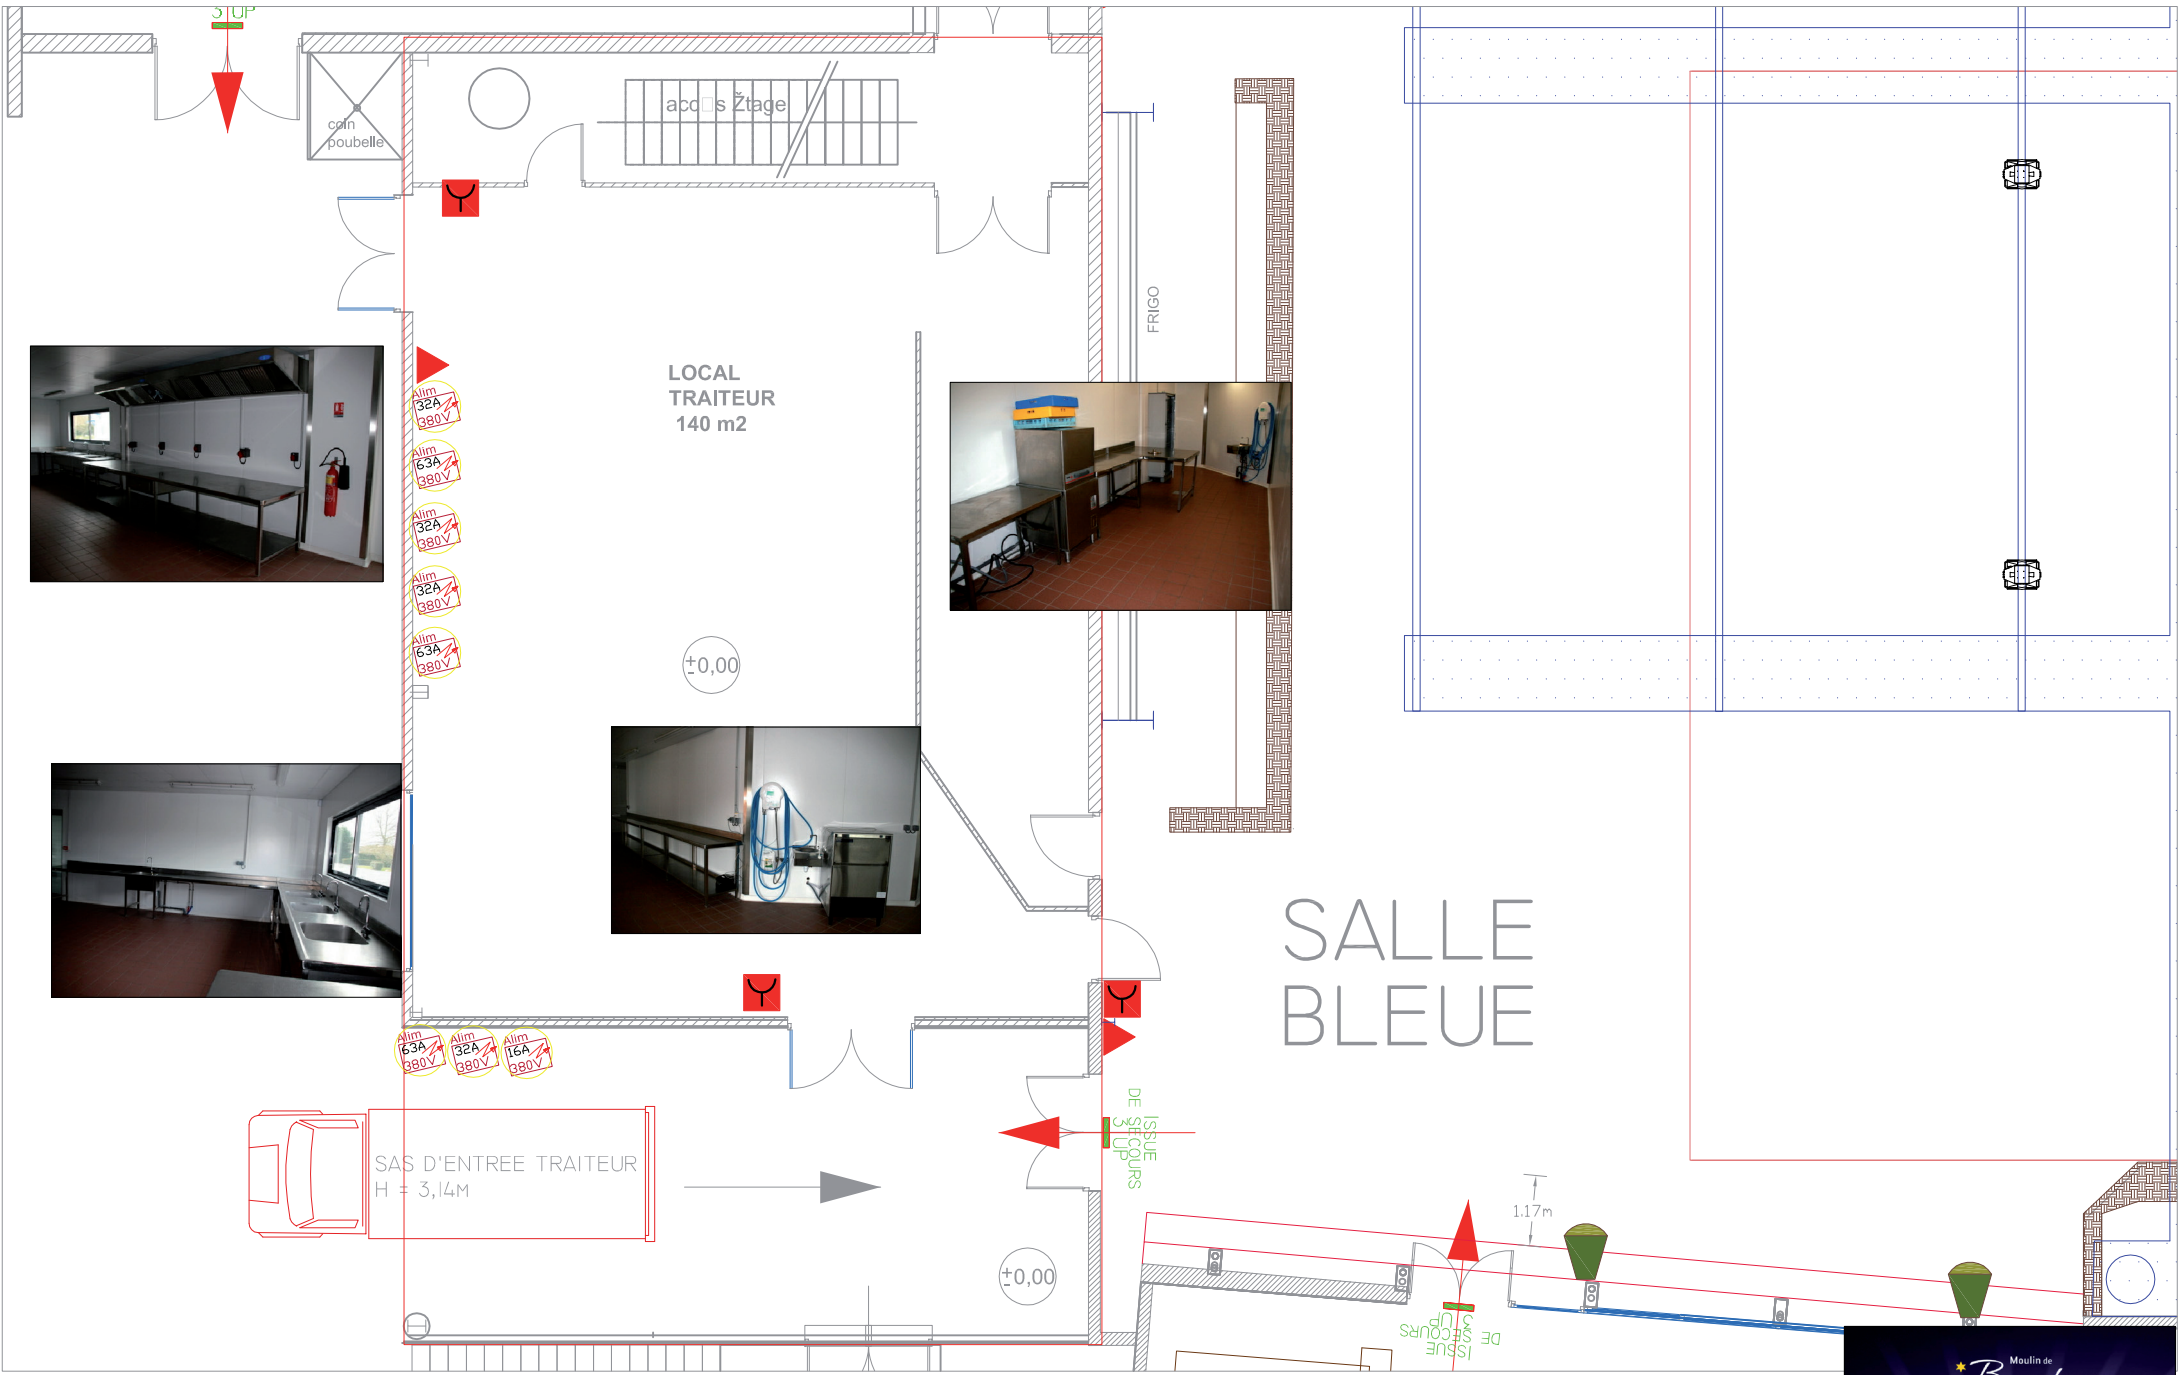 3 UP
coin
poubelle
acc□s Žtage
FRIGO
LOCAL
TRAITEUR
140 m2
Alim
32A
380V
Alim
63A
380V
Alim
32A
380V
Alim
32A
380V
Alim
63A
380V
±0,00
SALLE
BLEUE
Alim
63A
380V
Alim
32A
380V
Alim
16A
380V
ISSUE
DE SECOURS
3 UP
SAS D'ENTREE TRAITEUR
H = 3,14M
1.17m
±0,00
ISSUE
DE SECOURS
3 UP
Moulin de